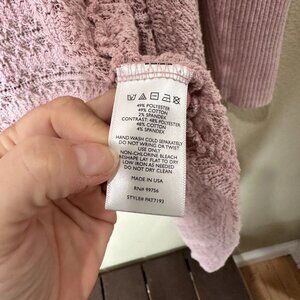 49% POLYESTER
49% COTTON
2% SPANDEX
CONTRAST: 48% POLYESTER
48% COTTON
4% SPANDEX
HAND WASH COLD SEPARATELY
DO NOT WRING OR TWIST
USE ONLY
NON-CHLORINE BLEACH
RESHAPE LAY FLAT TO DRY
LOW IRON AS NEEDED
DO NOT DRY CLEAN
MADE IN USA
RN# 99756
STYLE# PAT7193